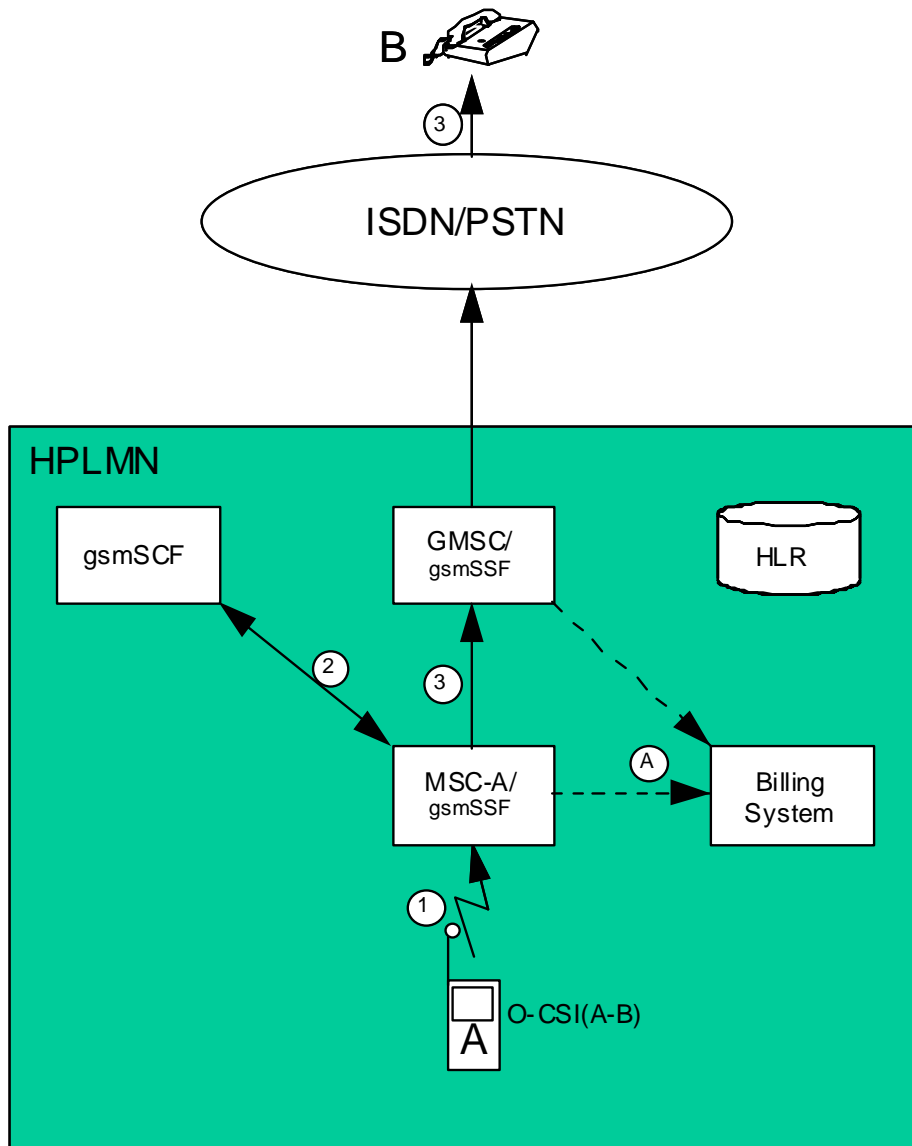 B
3
ISDN/PSTN
HPLMN
gsmSCF
GMSC/
gsmSSF
HLR
2
3
MSC-A/
gsmSSF
A
Billing
System
1
A
O-CSI(A-B)